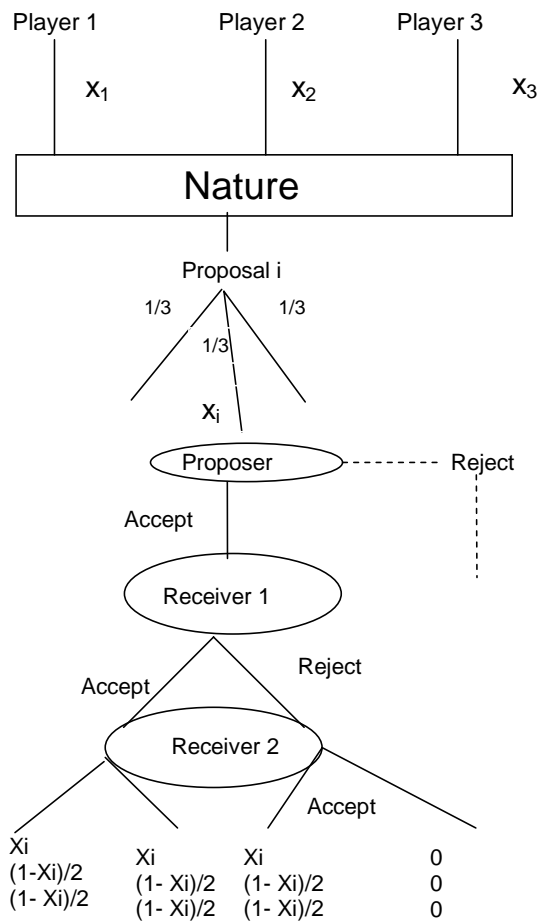 Player 1 Player 2 Player 3
x₁ x₂ x₃
Nature
Proposal i
1/3 1/3
1/3
xᵢ
Proposer Reject
Accept
Receiver 1
Accept Reject
Receiver 2
Accept
Xi Xi Xi 0
(1-Xi)/2 (1- Xi)/2 (1- Xi)/2 0
(1- Xi)/2 (1- Xi)/2 (1- Xi)/2 0